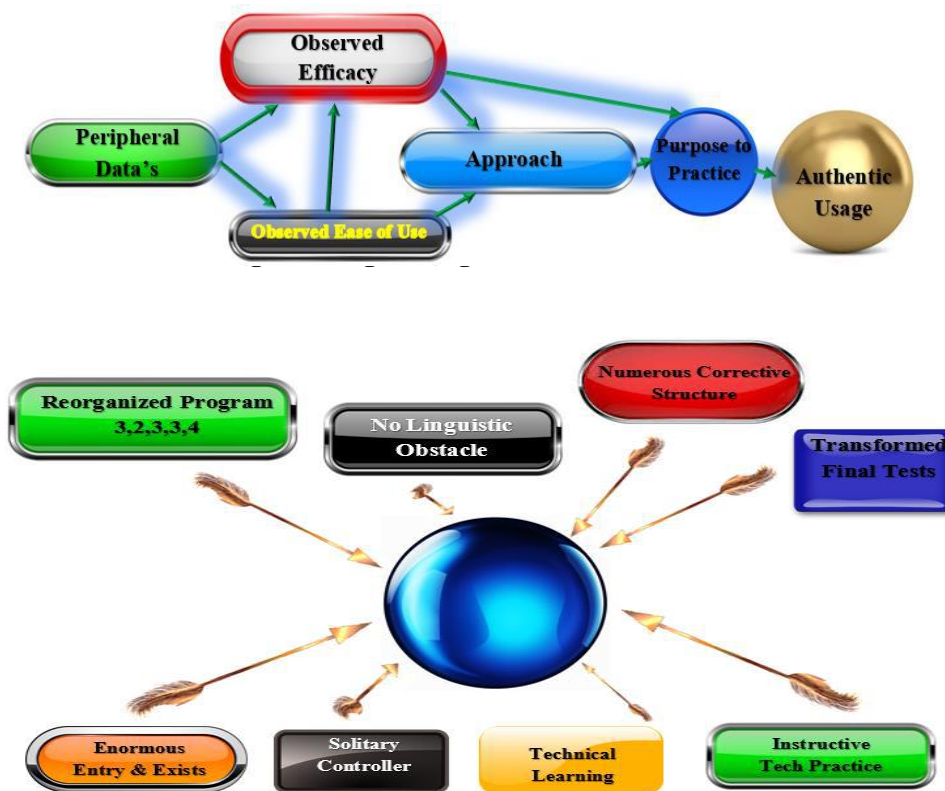 Observed
Efficacy
Peripheral
Data's
Approach
Purpose to
Practice
Authentic
Usage
Observed Ease of Use
Reorganized Program
3,2,3,3,4
No Linguistic
Obstacle
Numerous Corrective
Structure
Transformed
Final Tests
Enormous
Entry & Exists
Solitary
Controller
Technical
Learning
Instructive
Tech Practice